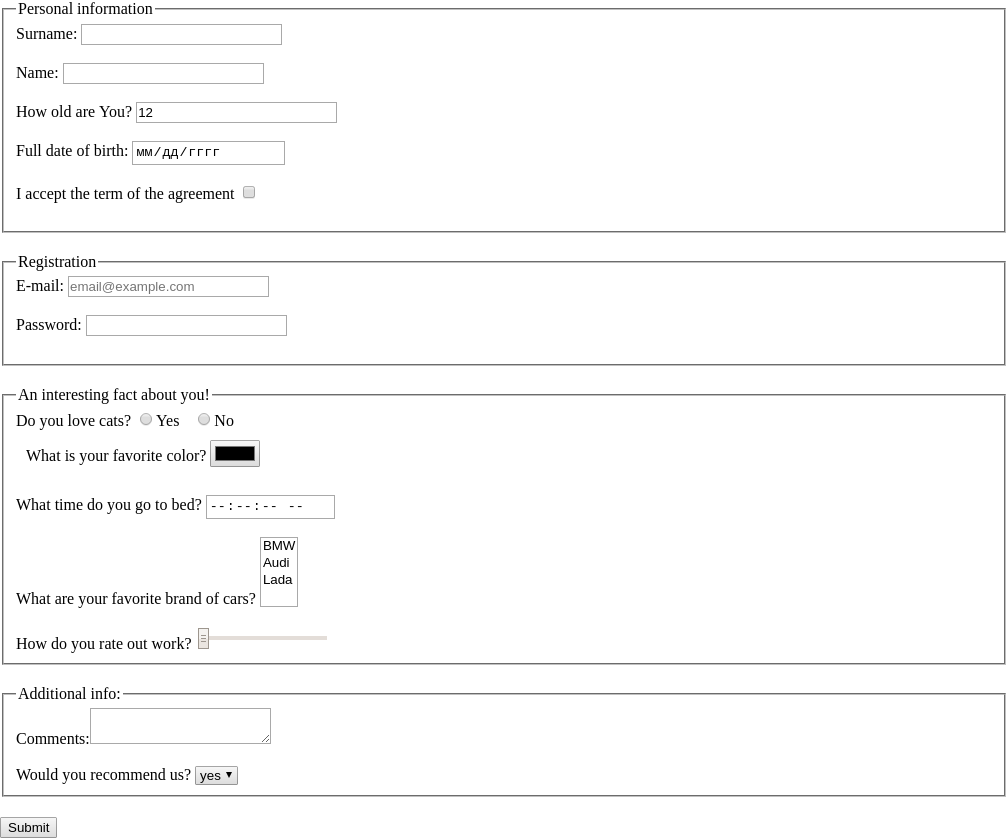 Personal information
Surname:
Name:
How old are You? 12
Full date of birth: мм/дд/гггг
I accept the term of the agreement
Registration
E-mail: email@example.com
Password:
An interesting fact about you!
Do you love cats? Yes No
What is your favorite color?
What time do you go to bed? --:--:-- --
BMW
Audi
Lada
What are your favorite brand of cars?
How do you rate out work?
Additional info:
Comments:
Would you recommend us? yes
Submit